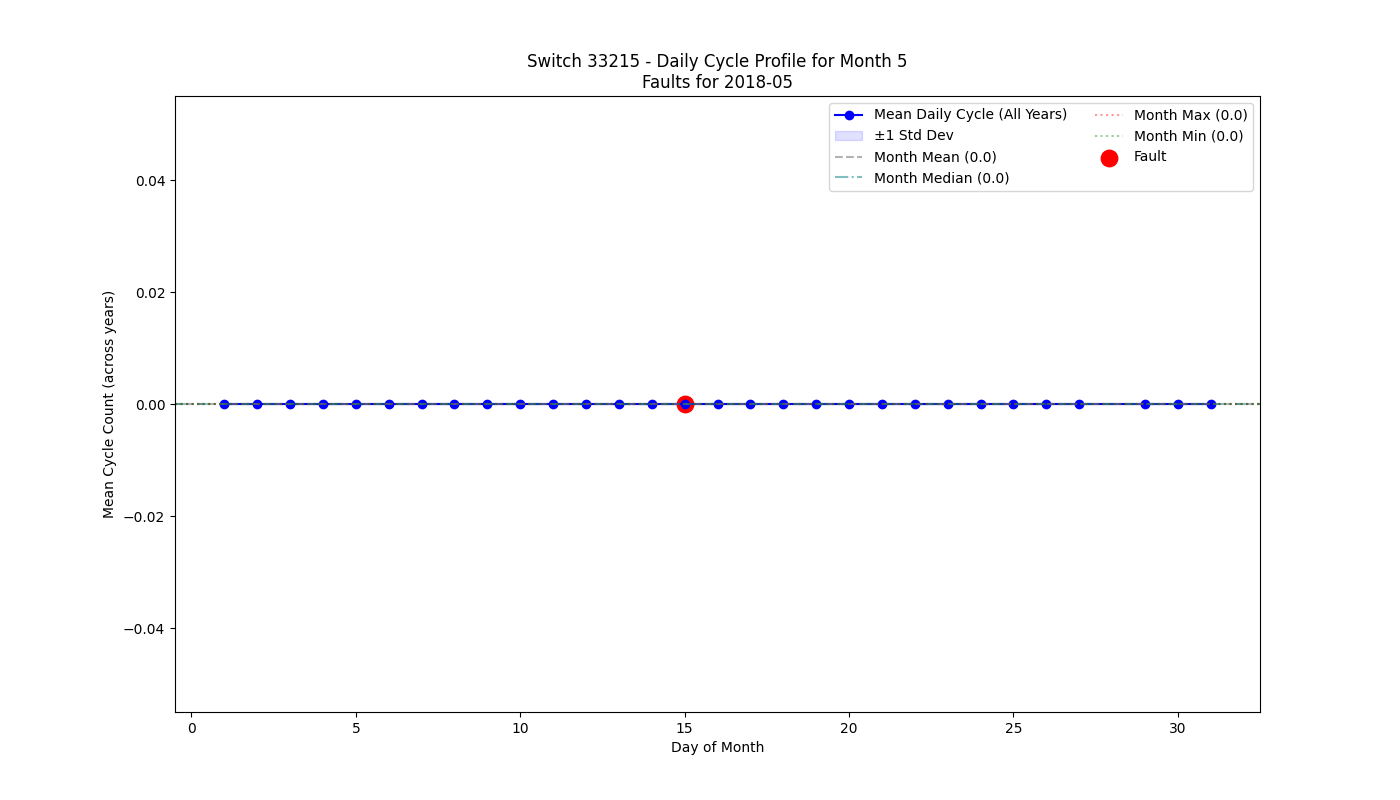 Switch 33215 - Daily Cycle Profile for Month 5
Faults for 2018-05
Mean Daily Cycle (All Years)
±1 Std Dev
Month Mean (0.0)
Month Median (0.0)
Month Max (0.0)
Month Min (0.0)
Fault
Mean Cycle Count (across years)
0.04
0.02
0.00
−0.02
−0.04
0 5 10 15 20 25 30
Day of Month